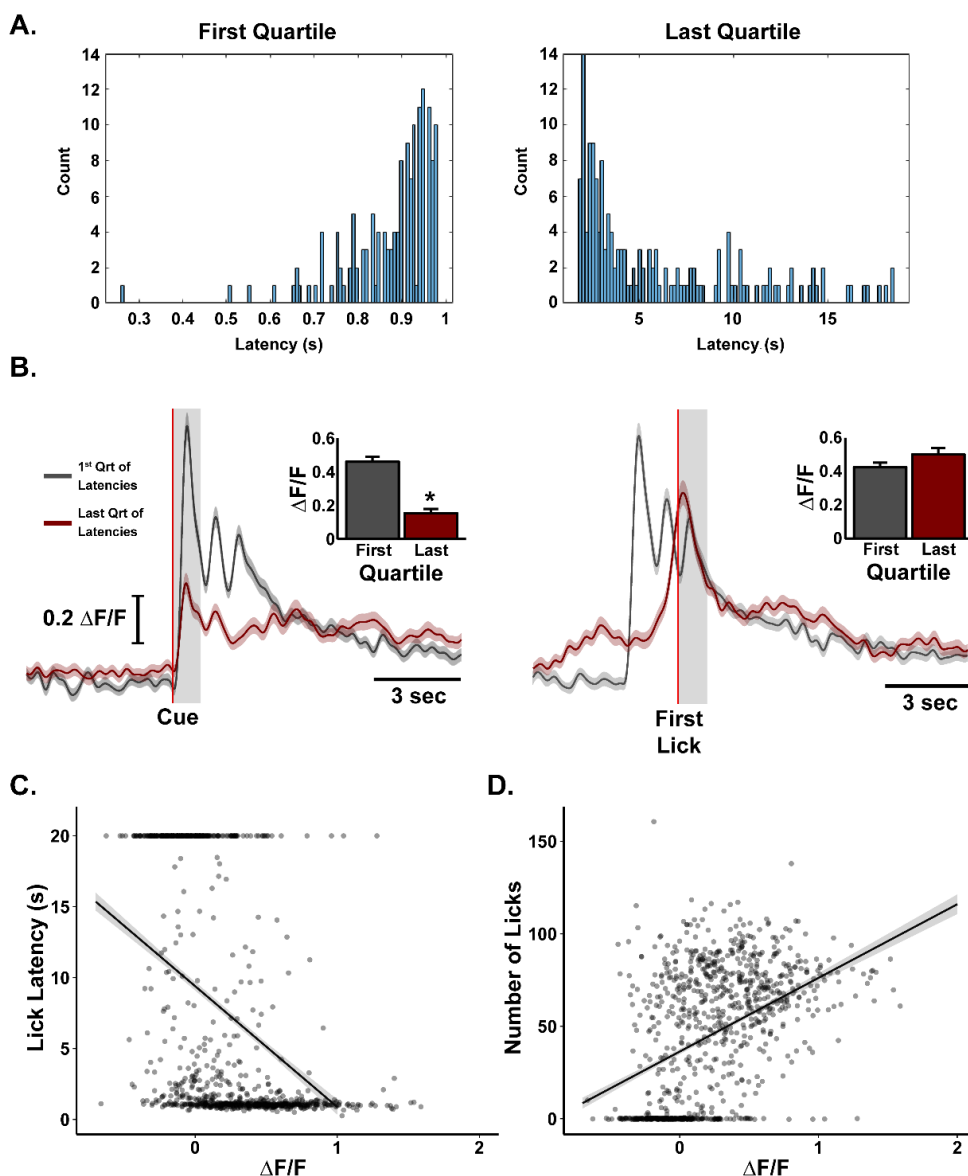 A.
First Quartile
Last Quartile
14
12
10
8
6
4
2
0
Count
0.3 0.4 0.5 0.6 0.7 0.8 0.9 1
Latency (s)
14
12
10
8
6
4
2
0
Count
5 10 15
Latency (s)
B.
1st Qrt of
Latencies
Last Qrt of
Latencies
0.2 ΔF/F
0.6
0.4
0.2
0
ΔF/F
*
First Last
Quartile
3 sec
Cue
0.6
0.4
0.2
0
ΔF/F
First Last
Quartile
3 sec
First
Lick
C.
20
15
10
5
0
Lick Latency (s)
0 1 2
ΔF/F
D.
150
100
50
0
Number of Licks
0 1 2
ΔF/F